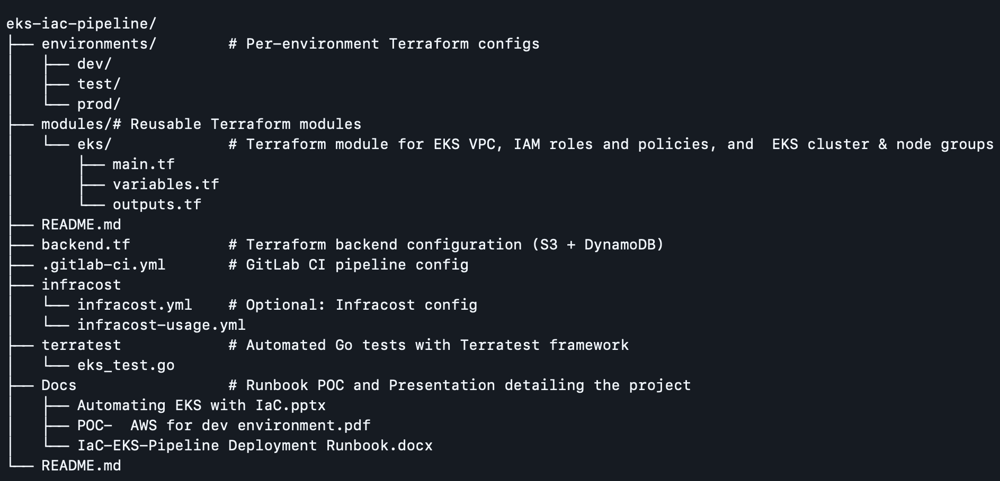 eks-iac-pipeline/
├── environments/        # Per-environment Terraform configs
│   ├── dev/
│   ├── test/
│   └── prod/
├── modules/# Reusable Terraform modules
│   └── eks/             # Terraform module for EKS VPC, IAM roles and policies, and  EKS cluster & node groups
│       ├── main.tf
│       ├── variables.tf
│       └── outputs.tf
├── README.md
├── backend.tf           # Terraform backend configuration (S3 + DynamoDB)
├── .gitlab-ci.yml       # GitLab CI pipeline config
├── infracost
│   └── infracost.yml    # Optional: Infracost config
│   └── infracost-usage.yml
├── terratest            # Automated Go tests with Terratest framework
│   └── eks_test.go
├── Docs                 # Runbook POC and Presentation detailing the project
│   ├── Automating EKS with IaC.pptx
│   ├── POC-  AWS for dev environment.pdf
│   └── IaC-EKS-Pipeline Deployment Runbook.docx
└── README.md